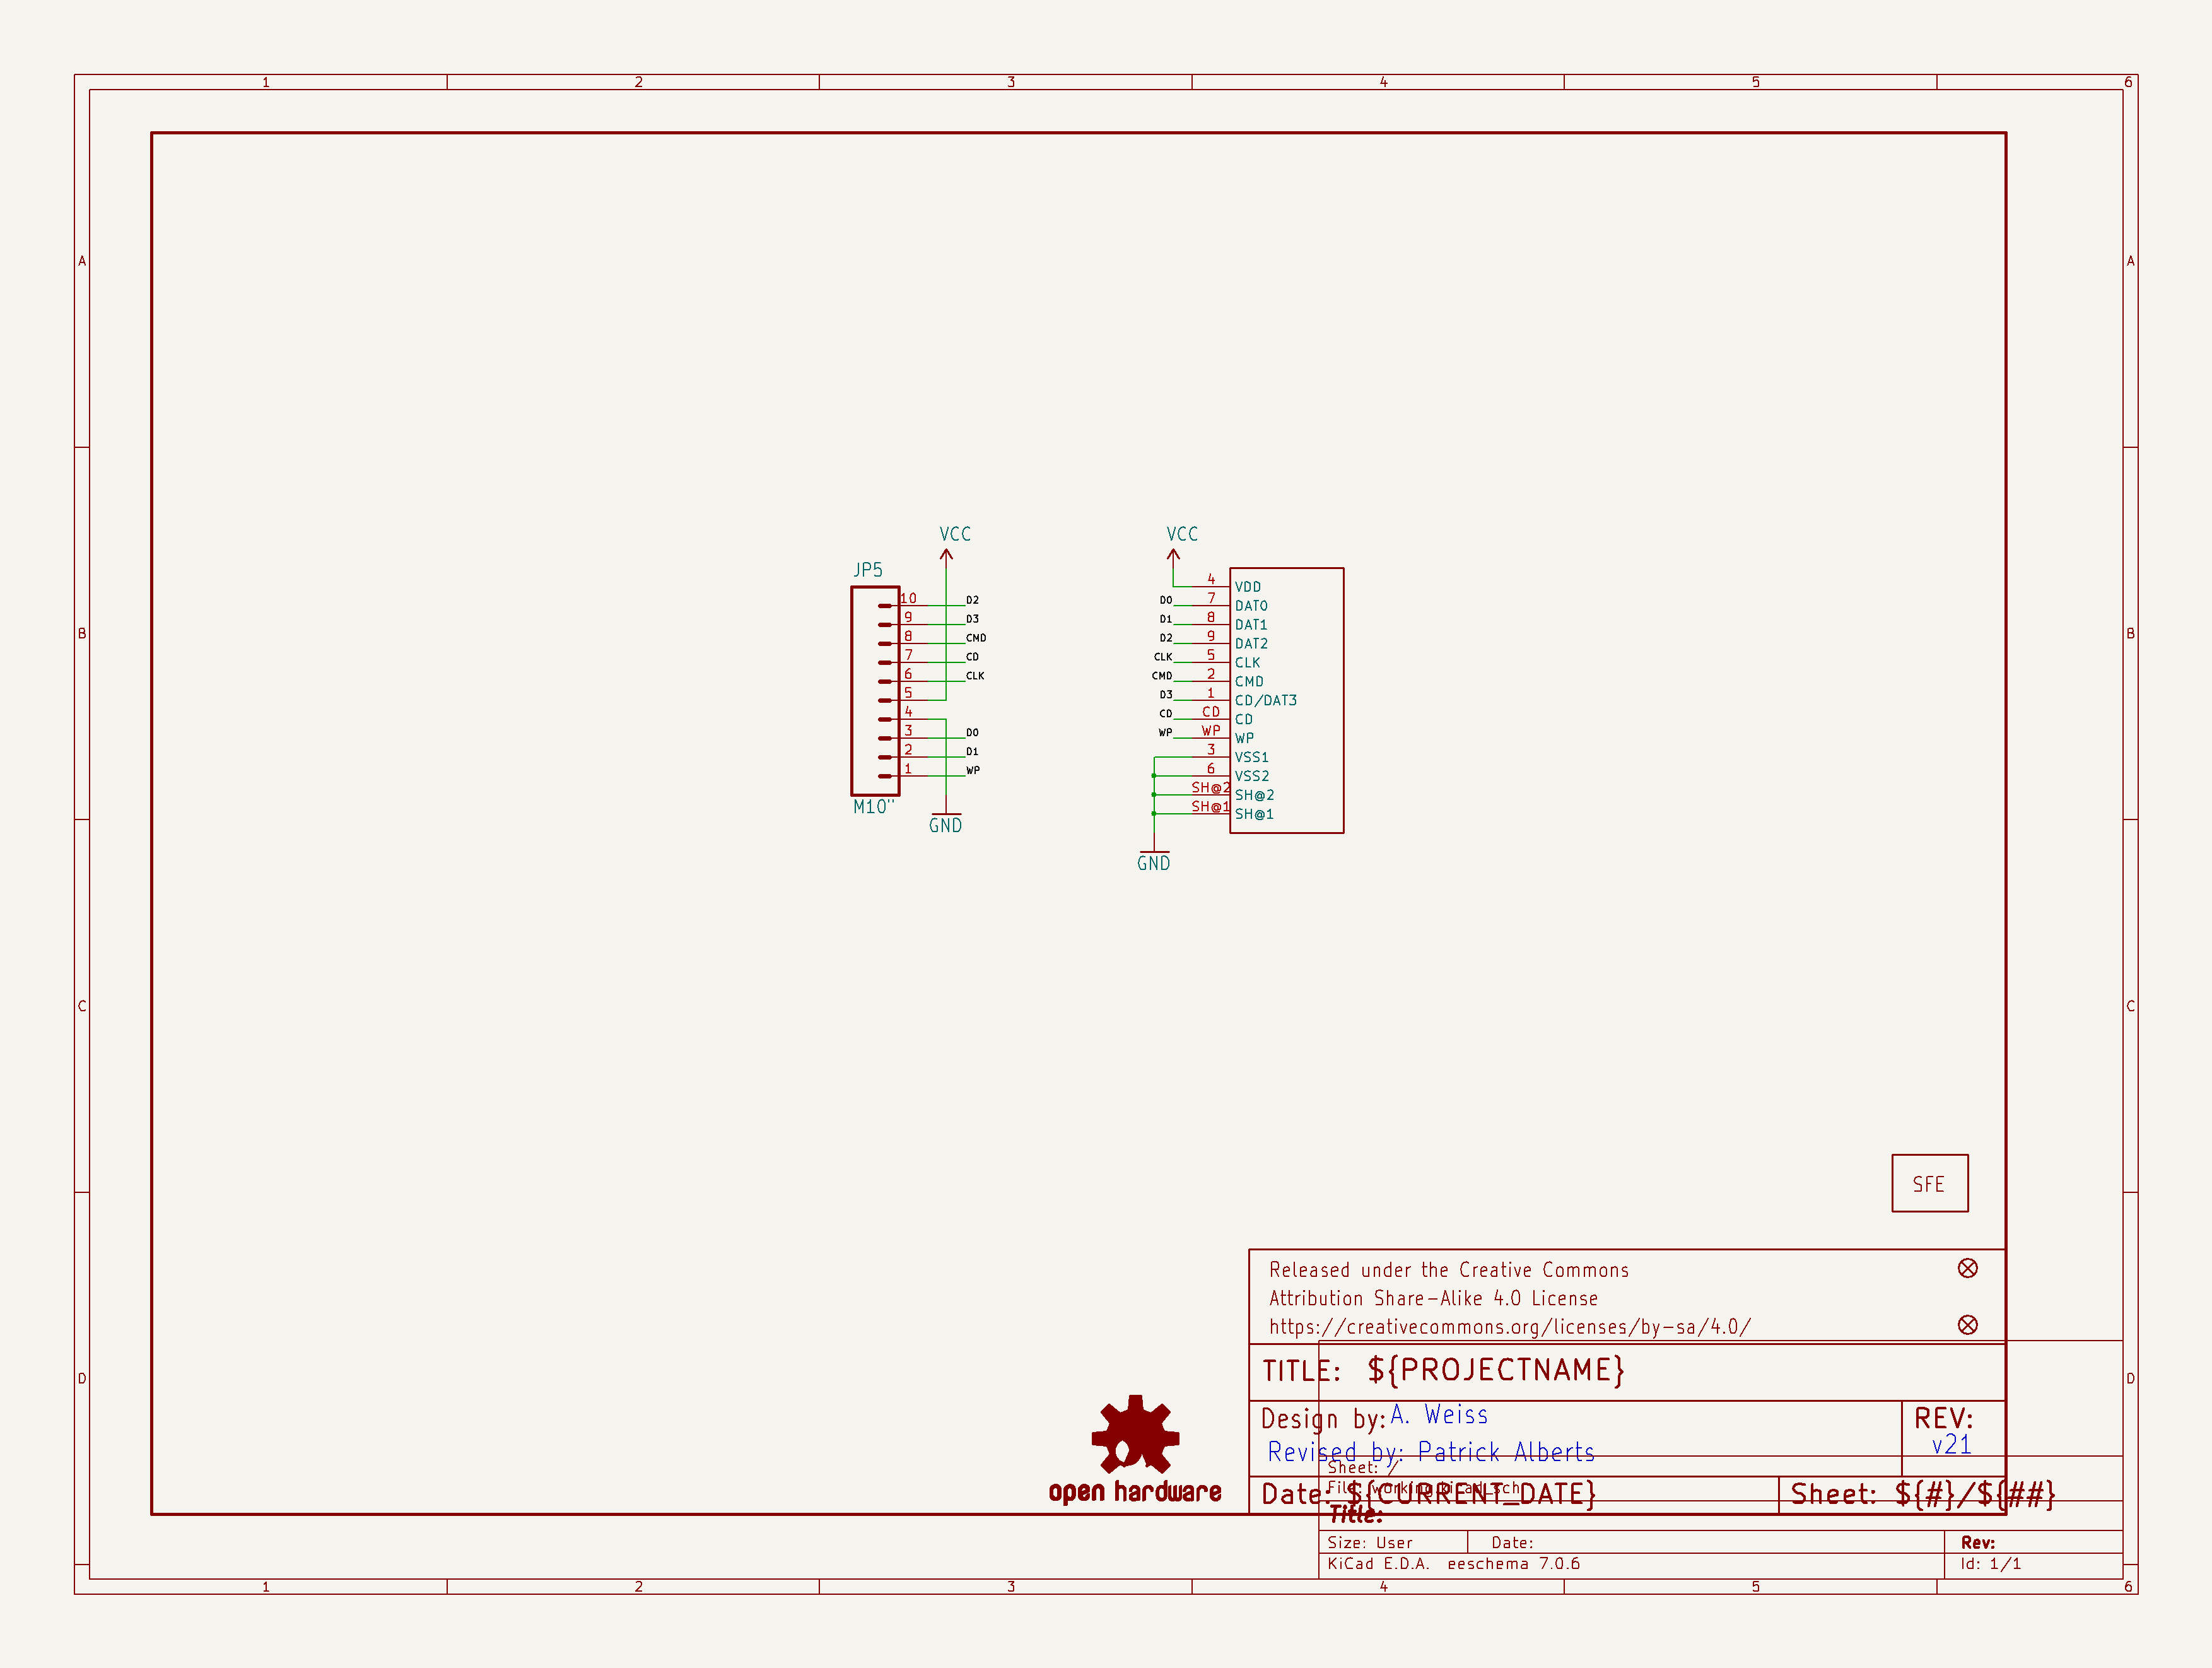 1 2 3 4 5 6
A A
B B
C C
D D
VCC
JP5
10 D2
9 D3
8 CMD
7 CD
6 CLK
5
4
3 D0
2 D1
1 WP
M10"
GND
VCC
4 VDD
D0 7 DAT0
D1 8 DAT1
D2 9 DAT2
CLK 5 CLK
CMD 2 CMD
D3 1 CD/DAT3
CD CD CD
WP WP WP
3 VSS1
6 VSS2
SH@2 SH@2
SH@1 SH@1
GND
SFE
Released under the Creative Commons
Attribution Share-Alike 4.0 License
https://creativecommons.org/licenses/by-sa/4.0/
TITLE: ${PROJECTNAME}
Design by: A. Weiss
REV:
v21
Revised by: Patrick Alberts
Sheet: /
File: working.kicad_sch
Date: ${CURRENT_DATE}
Sheet: ${#}/${##}
open hardware
Title:
Size: User Date: Rev:
KiCad E.D.A. eeschema 7.0.6 Id: 1/1
1 2 3 4 5 6